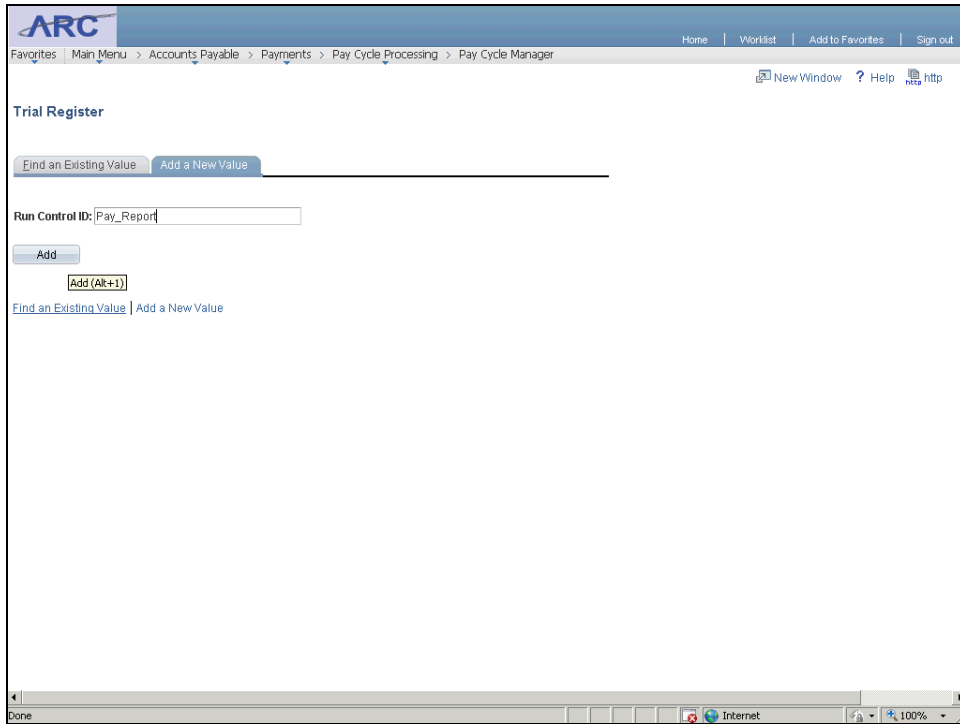 ARC
Home | Worklist | Add to Favorites | Sign out
Favorites Main Menu > Accounts Payable > Payments > Pay Cycle Processing > Pay Cycle Manager
New Window ? Help http
Trial Register
Find an Existing Value Add a New Value
Run Control ID: Pay_Report
Add
Add (Alt+1)
Find an Existing Value | Add a New Value
Done Internet 100%